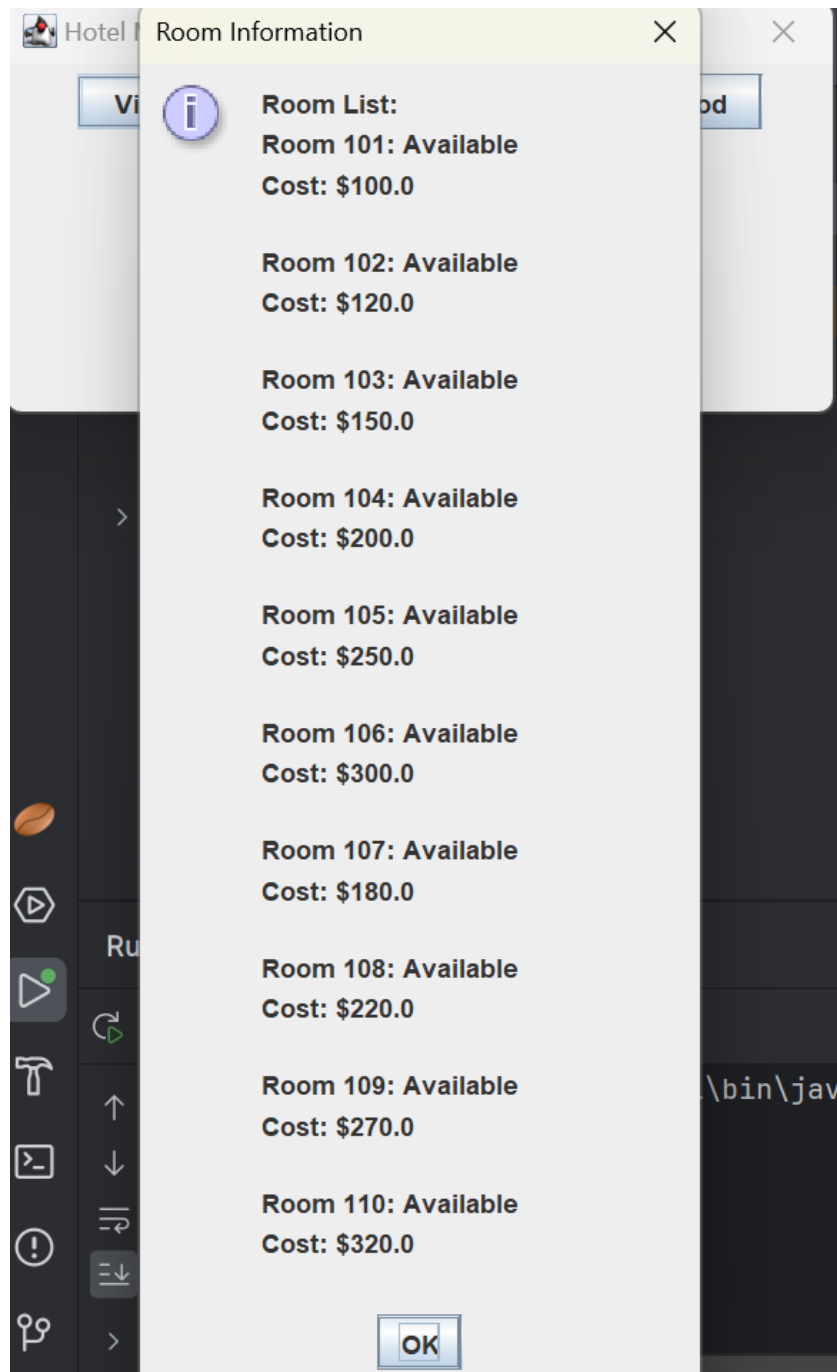 Hotel
Room Information
Room List:
Room 101: Available
Cost: $100.0
Room 102: Available
Cost: $120.0
Room 103: Available
Cost: $150.0
Room 104: Available
Cost: $200.0
Room 105: Available
Cost: $250.0
Room 106: Available
Cost: $300.0
Room 107: Available
Cost: $180.0
Room 108: Available
Cost: $220.0
Room 109: Available
Cost: $270.0
Room 110: Available
Cost: $320.0
\bin\jav
OK